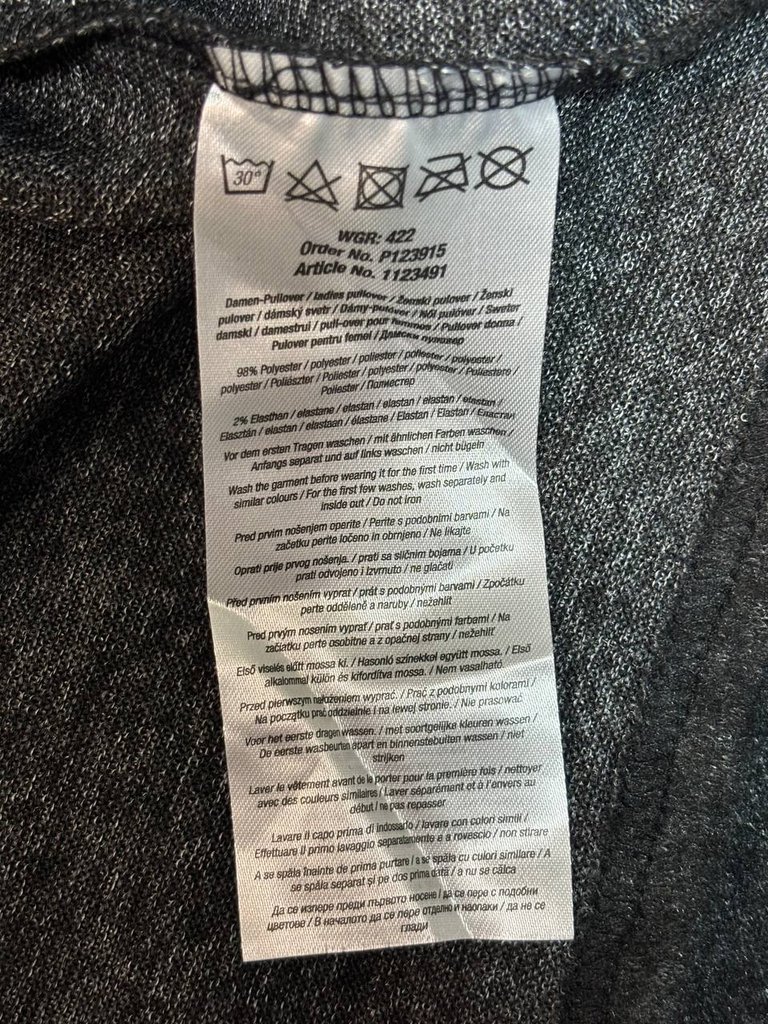 30°
WGR: 422
Order No. P123915
Article No. 1123491
Damen-Pullover / ladies pullover / Ženski pulover / Ženski
pulover / dámský svetr / Dámy-pulóver / Női pulóver / Sweter
damski / damestrui / pull-over pour femmes / Pullover donna /
Pulover pentru femei / Дамски пуловер
98% Polyester / polyester / poliester / poliester / polyester /
polyester / Poliészter / Poliester / polyester / polyester / Poliestere /
Poliester / Полиестер
2% Elasthan / elastane / elastan / elastan / elastan / elastan /
Elasztán / elastan / elastaan / élastane / Elastan / Elastan / Еластан
Vor dem ersten Tragen waschen / mit ähnlichen Farben waschen /
Anfangs separat und auf links waschen / nicht bügeln
Wash the garment before wearing it for the first time / Wash with
similar colours / For the first few washes, wash separately and
inside out / Do not iron
Pred prvim nošenjem operite / Perite s podobnimi barvami / Na
začetku perite ločeno in obrnjeno / Ne likajte
Oprati prije prvog nošenja. / prati sa sličnim bojama / U početku
prati odvojeno i izvrnuto / ne glačati
Před prvním nošením vyprat / prát s podobnými barvami / Zpočátku
perte odděleně a naruby / nežehlit
Pred prvým nosením vyprať / prať s podobnými farbami / Na
začiatku perte osobitne a z opačnej strany / nežehliť
Első viselés előtt mossa ki. / Hasonló színekkel együtt mossa. / Első
alkalommal külön és kifordítva mossa. / Nem vasalható.
Przed pierwszym nałożeniem wyprać. / Prać z podobnymi kolorami /
Na początku prać oddzielnie i na lewej stronie. / Nie prasować
Voor het eerste dragen wassen. / met soortgelijke kleuren wassen /
De eerste wasbeurten apart en binnenstebuiten wassen / niet
strijken
Laver le vêtement avant de le porter pour la première fois / nettoyer
avec des couleurs similaires / Laver séparément et à l'envers au
début / ne pas repasser
Lavare il capo prima di indossarlo / lavare con colori simili /
Effettuare il primo lavaggio separatamente e a rovescio / non stirare
A se spăla înainte de prima purtare / a se spăla cu culori similare / A
se spăla separat și pe dos prima dată / a nu se călca
Да се изпере преди първото носене / да се пере с подобни
цветове / В началото да се пере отделно и наопаки / да не се
глади